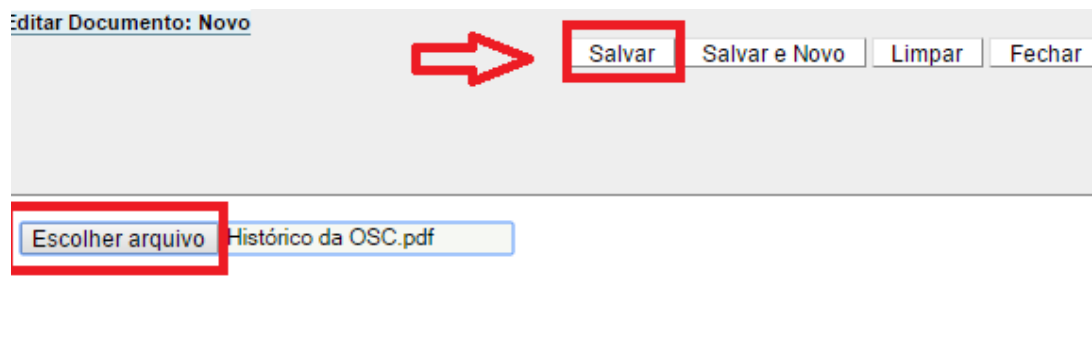 Editar Documento: Novo
Salvar Salvar e Novo Limpar Fechar
Escolher arquivo Histórico da OSC.pdf